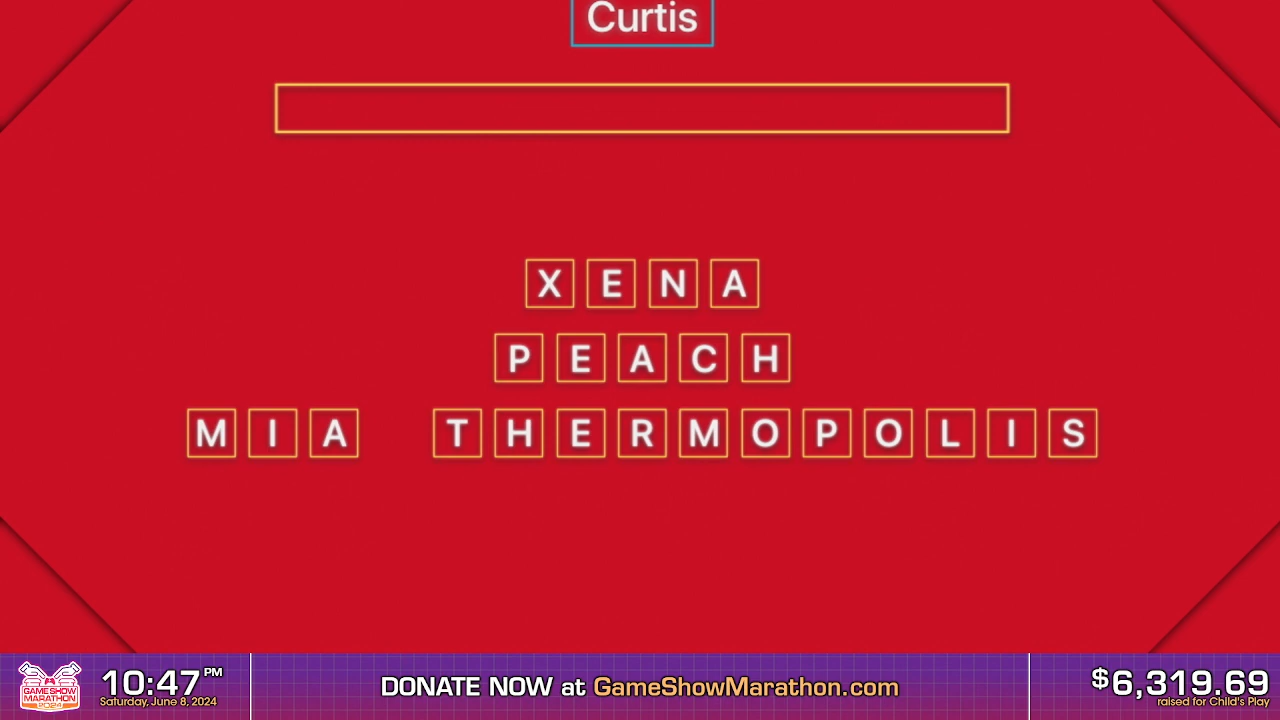 Curtis
XENA
PEACH
MIA THERMOPOLIS
GAME SHOW
MARATHON
2024
10:47 PM
Saturday, June 8, 2024
DONATE NOW at GameShowMarathon.com
$6,319.69
raised for Child's Play